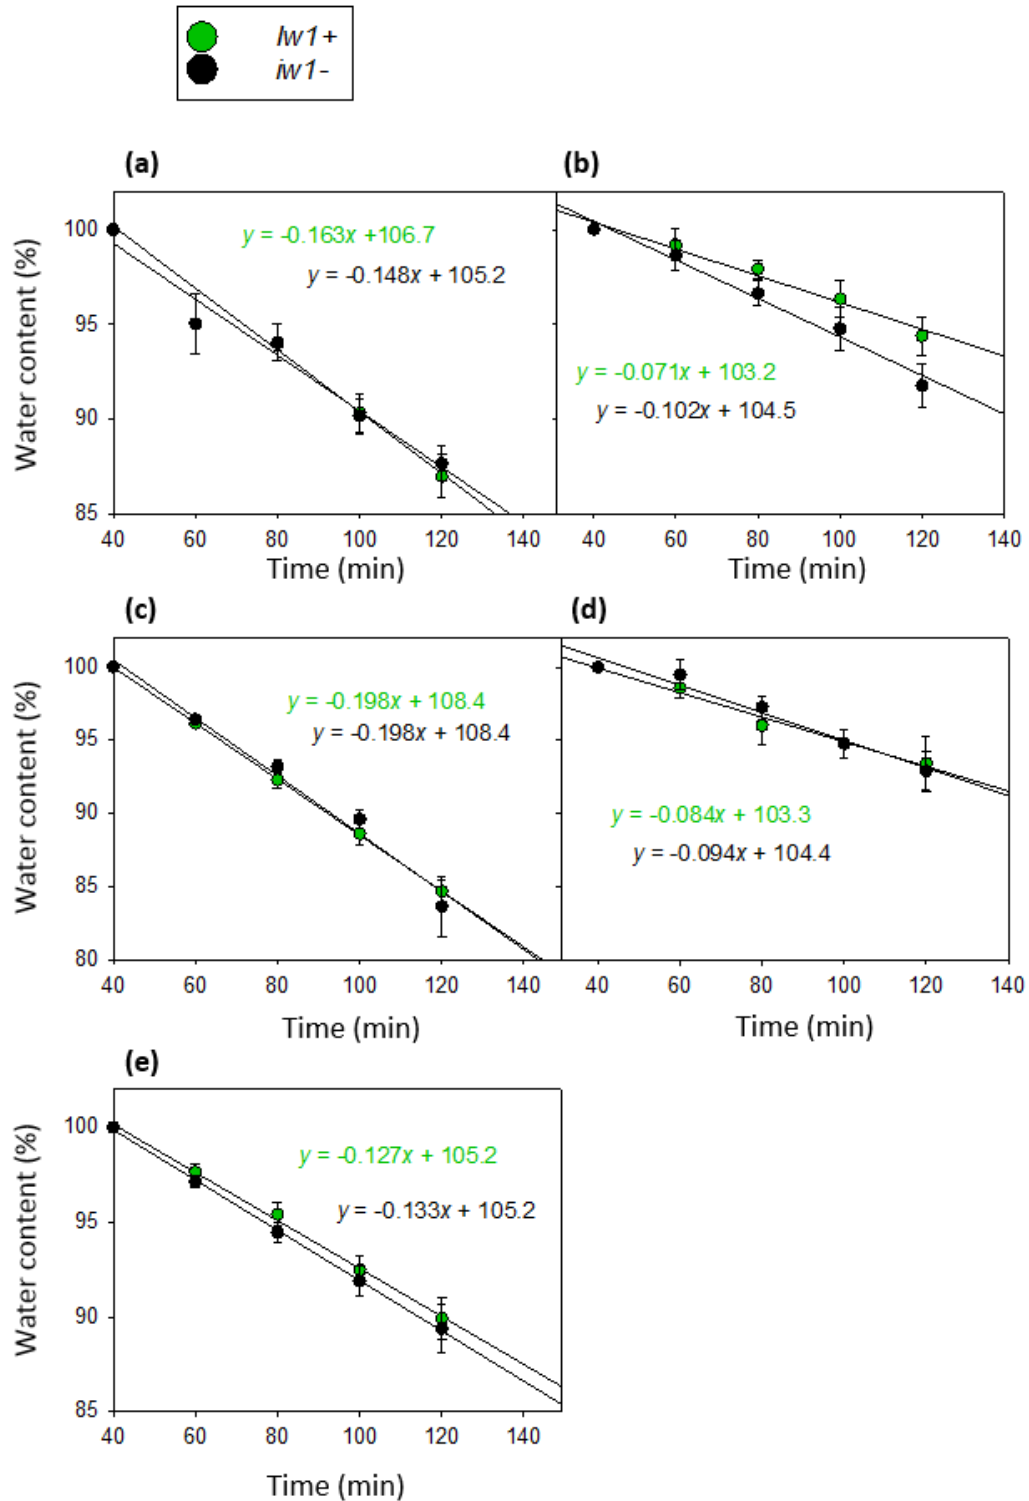 Iw1+
iw1-
(a)
(b)
100
95
90
85
Water content (%)
y = -0.163x +106.7
y = -0.148x + 105.2
y = -0.071x + 103.2
y = -0.102x + 104.5
40 60 80 100 120 140
40 60 80 100 120 140
Time (min)
Time (min)
(c)
(d)
100
95
90
85
80
Water content (%)
y = -0.198x + 108.4
y = -0.198x + 108.4
y = -0.084x + 103.3
y = -0.094x + 104.4
40 60 80 100 120 140
40 60 80 100 120 140
Time (min)
Time (min)
(e)
100
95
90
85
Water content (%)
y = -0.127x + 105.2
y = -0.133x + 105.2
40 60 80 100 120 140
Time (min)